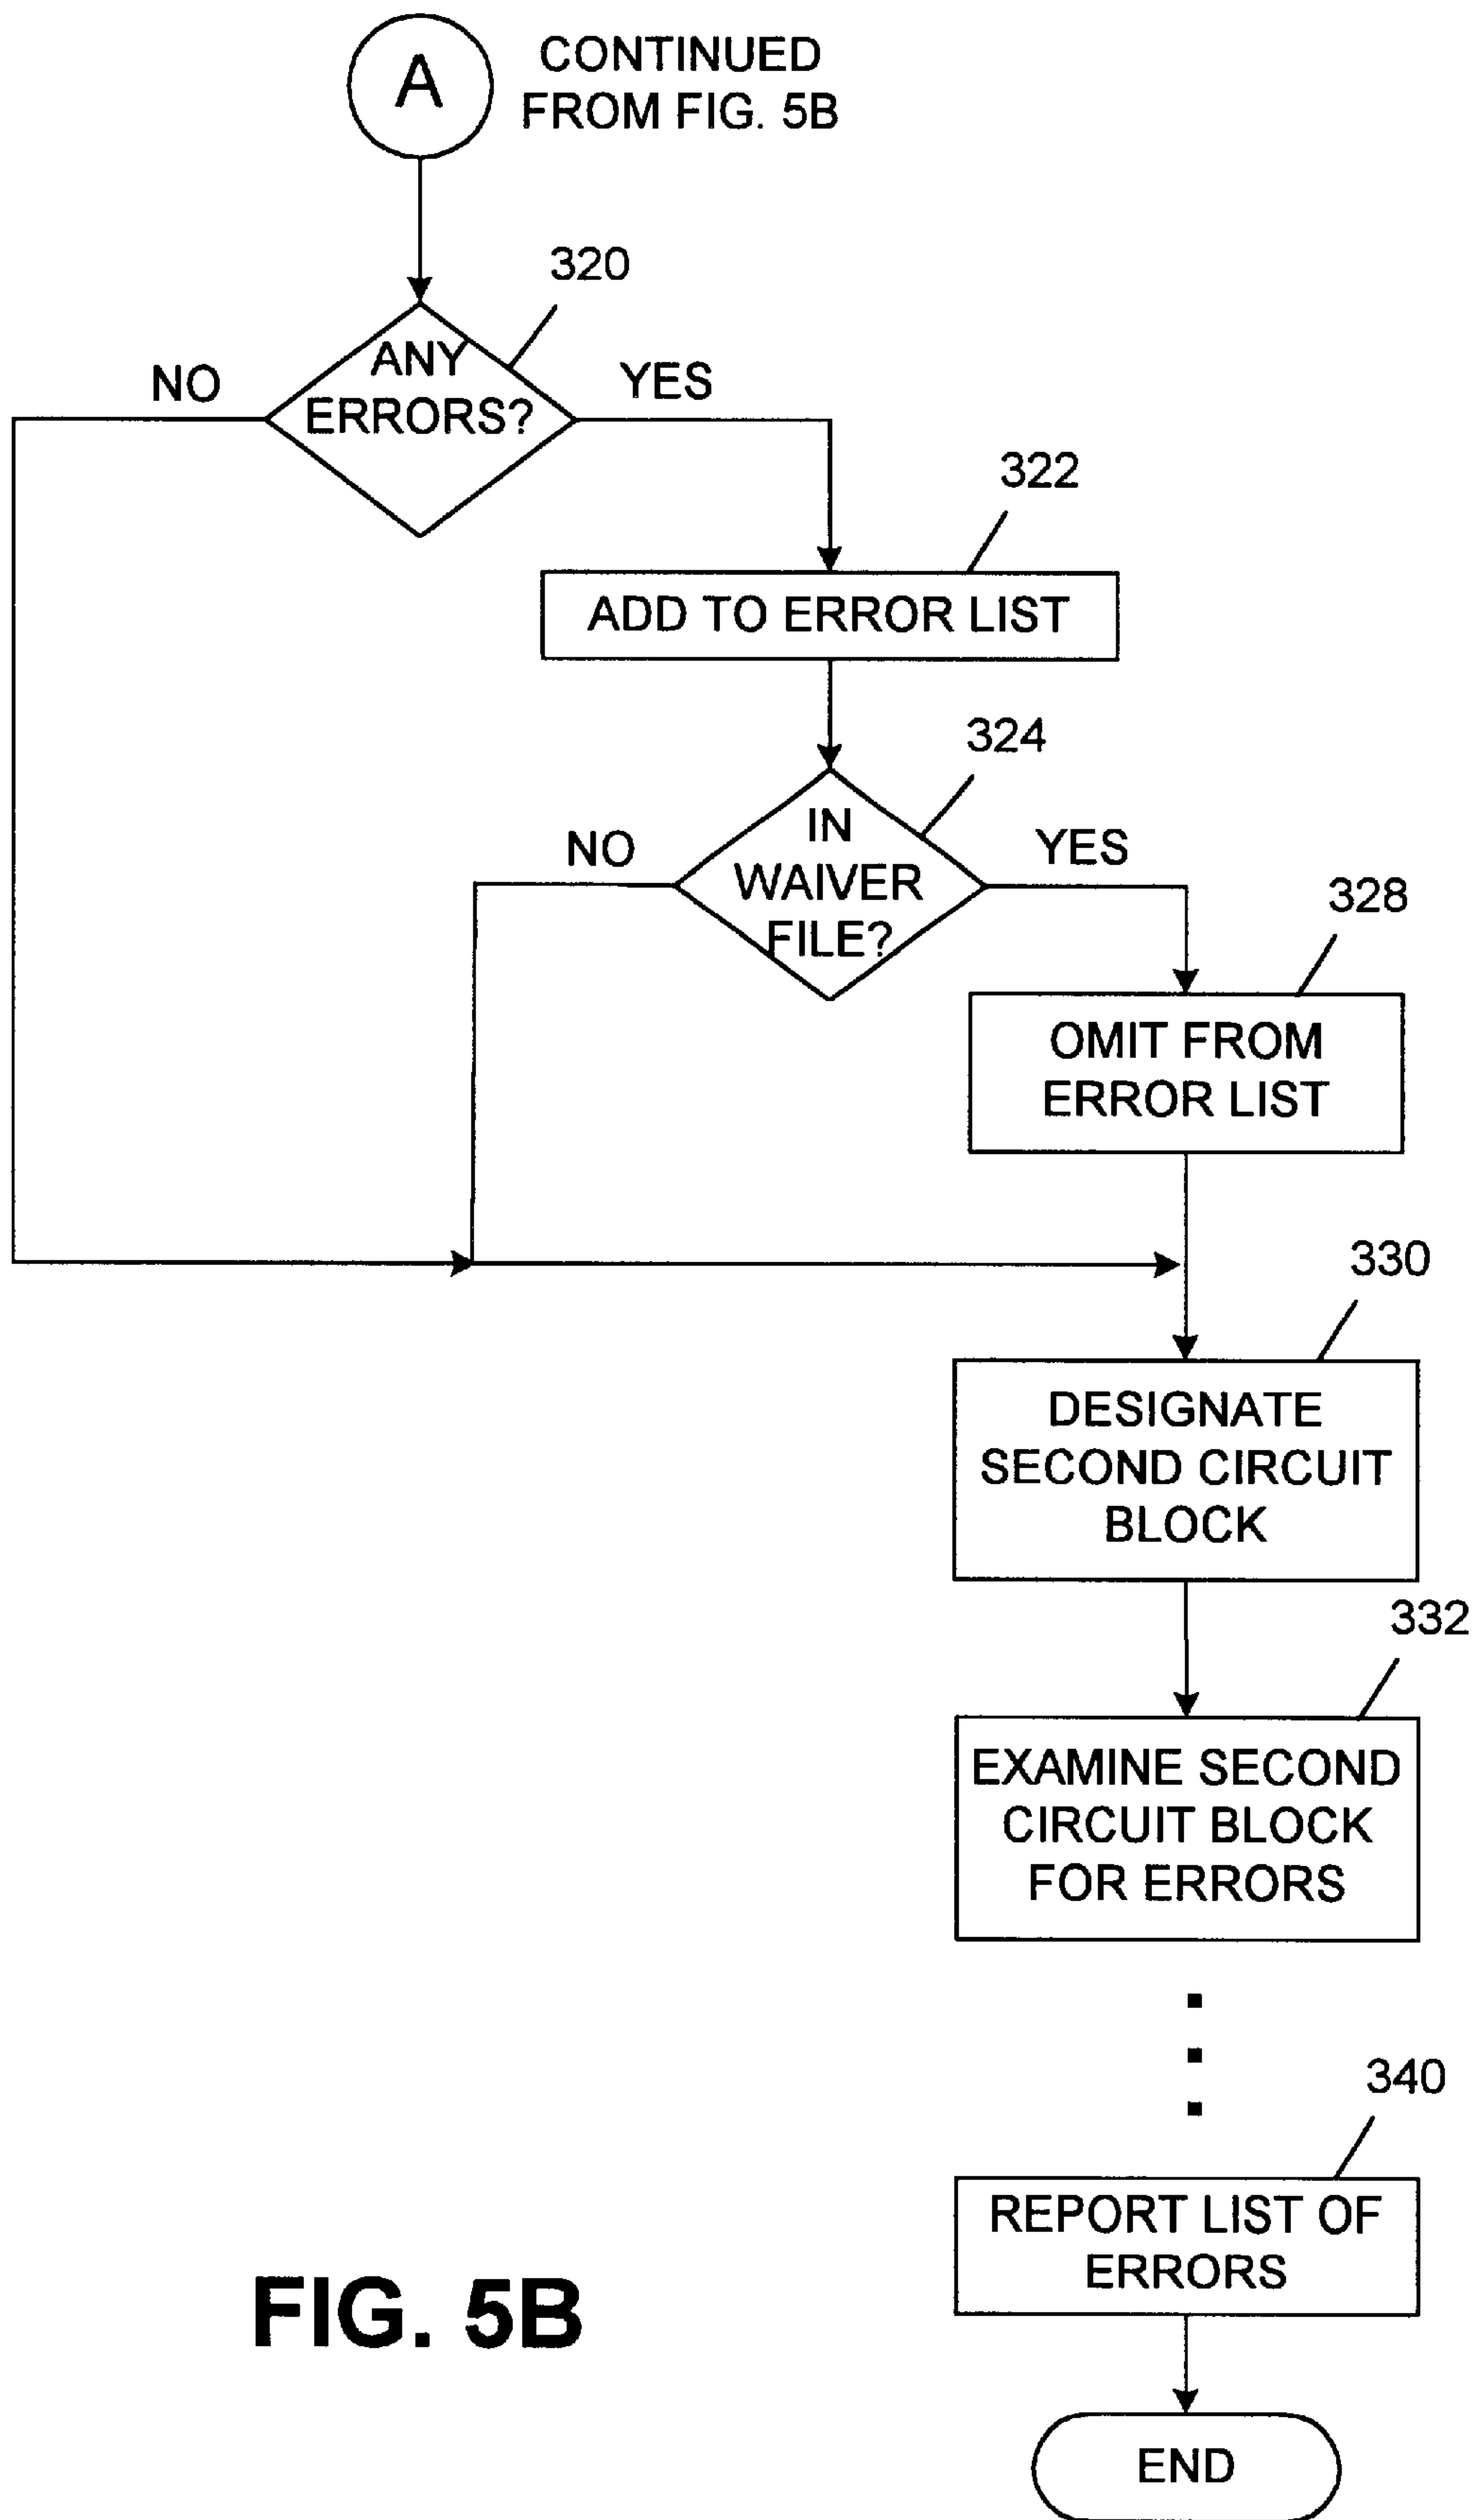 A
CONTINUED
FROM FIG. 5B
320
ANY
ERRORS?
NO
YES
322
ADD TO ERROR LIST
324
IN
WAIVER
FILE?
NO
YES
328
OMIT FROM
ERROR LIST
330
DESIGNATE
SECOND CIRCUIT
BLOCK
332
EXAMINE SECOND
CIRCUIT BLOCK
FOR ERRORS
340
REPORT LIST OF
ERRORS
END
FIG. 5B